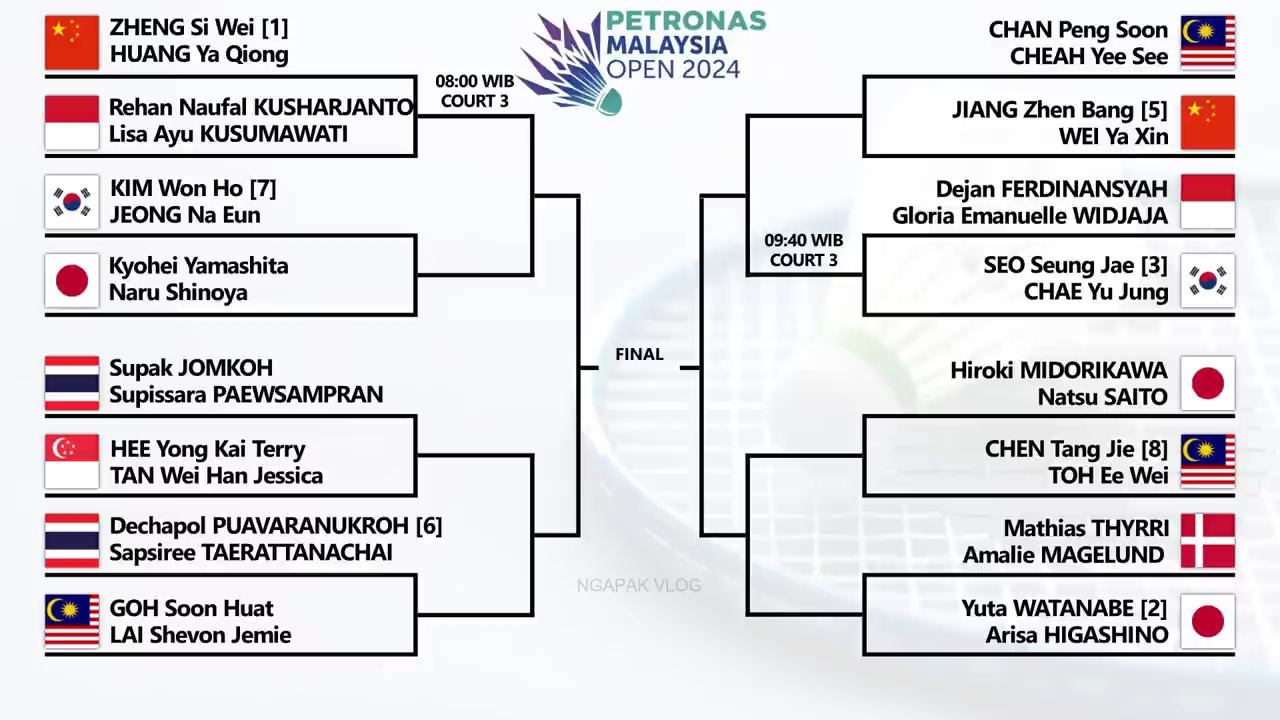 ZHENG Si Wei [1]
HUANG Ya Qiong
Rehan Naufal KUSHARJANTO
Lisa Ayu KUSUMAWATI
08:00 WIB
COURT 3
KIM Won Ho [7]
JEONG Na Eun
Kyohei Yamashita
Naru Shinoya
Supak JOMKOH
Supissara PAEWSAMPRAN
HEE Yong Kai Terry
TAN Wei Han Jessica
Dechapol PUAVARANUKROH [6]
Sapsiree TAERATTANACHAI
GOH Soon Huat
LAI Shevon Jemie
PETRONAS
MALAYSIA
OPEN 2024
FINAL
NGAPAK VLOG
CHAN Peng Soon
CHEAH Yee See
JIANG Zhen Bang [5]
WEI Ya Xin
Dejan FERDINANSYAH
Gloria Emanuelle WIDJAJA
09:40 WIB
COURT 3
SEO Seung Jae [3]
CHAE Yu Jung
Hiroki MIDORIKAWA
Natsu SAITO
CHEN Tang Jie [8]
TOH Ee Wei
Mathias THYRRI
Amalie MAGELUND
Yuta WATANABE [2]
Arisa HIGASHINO